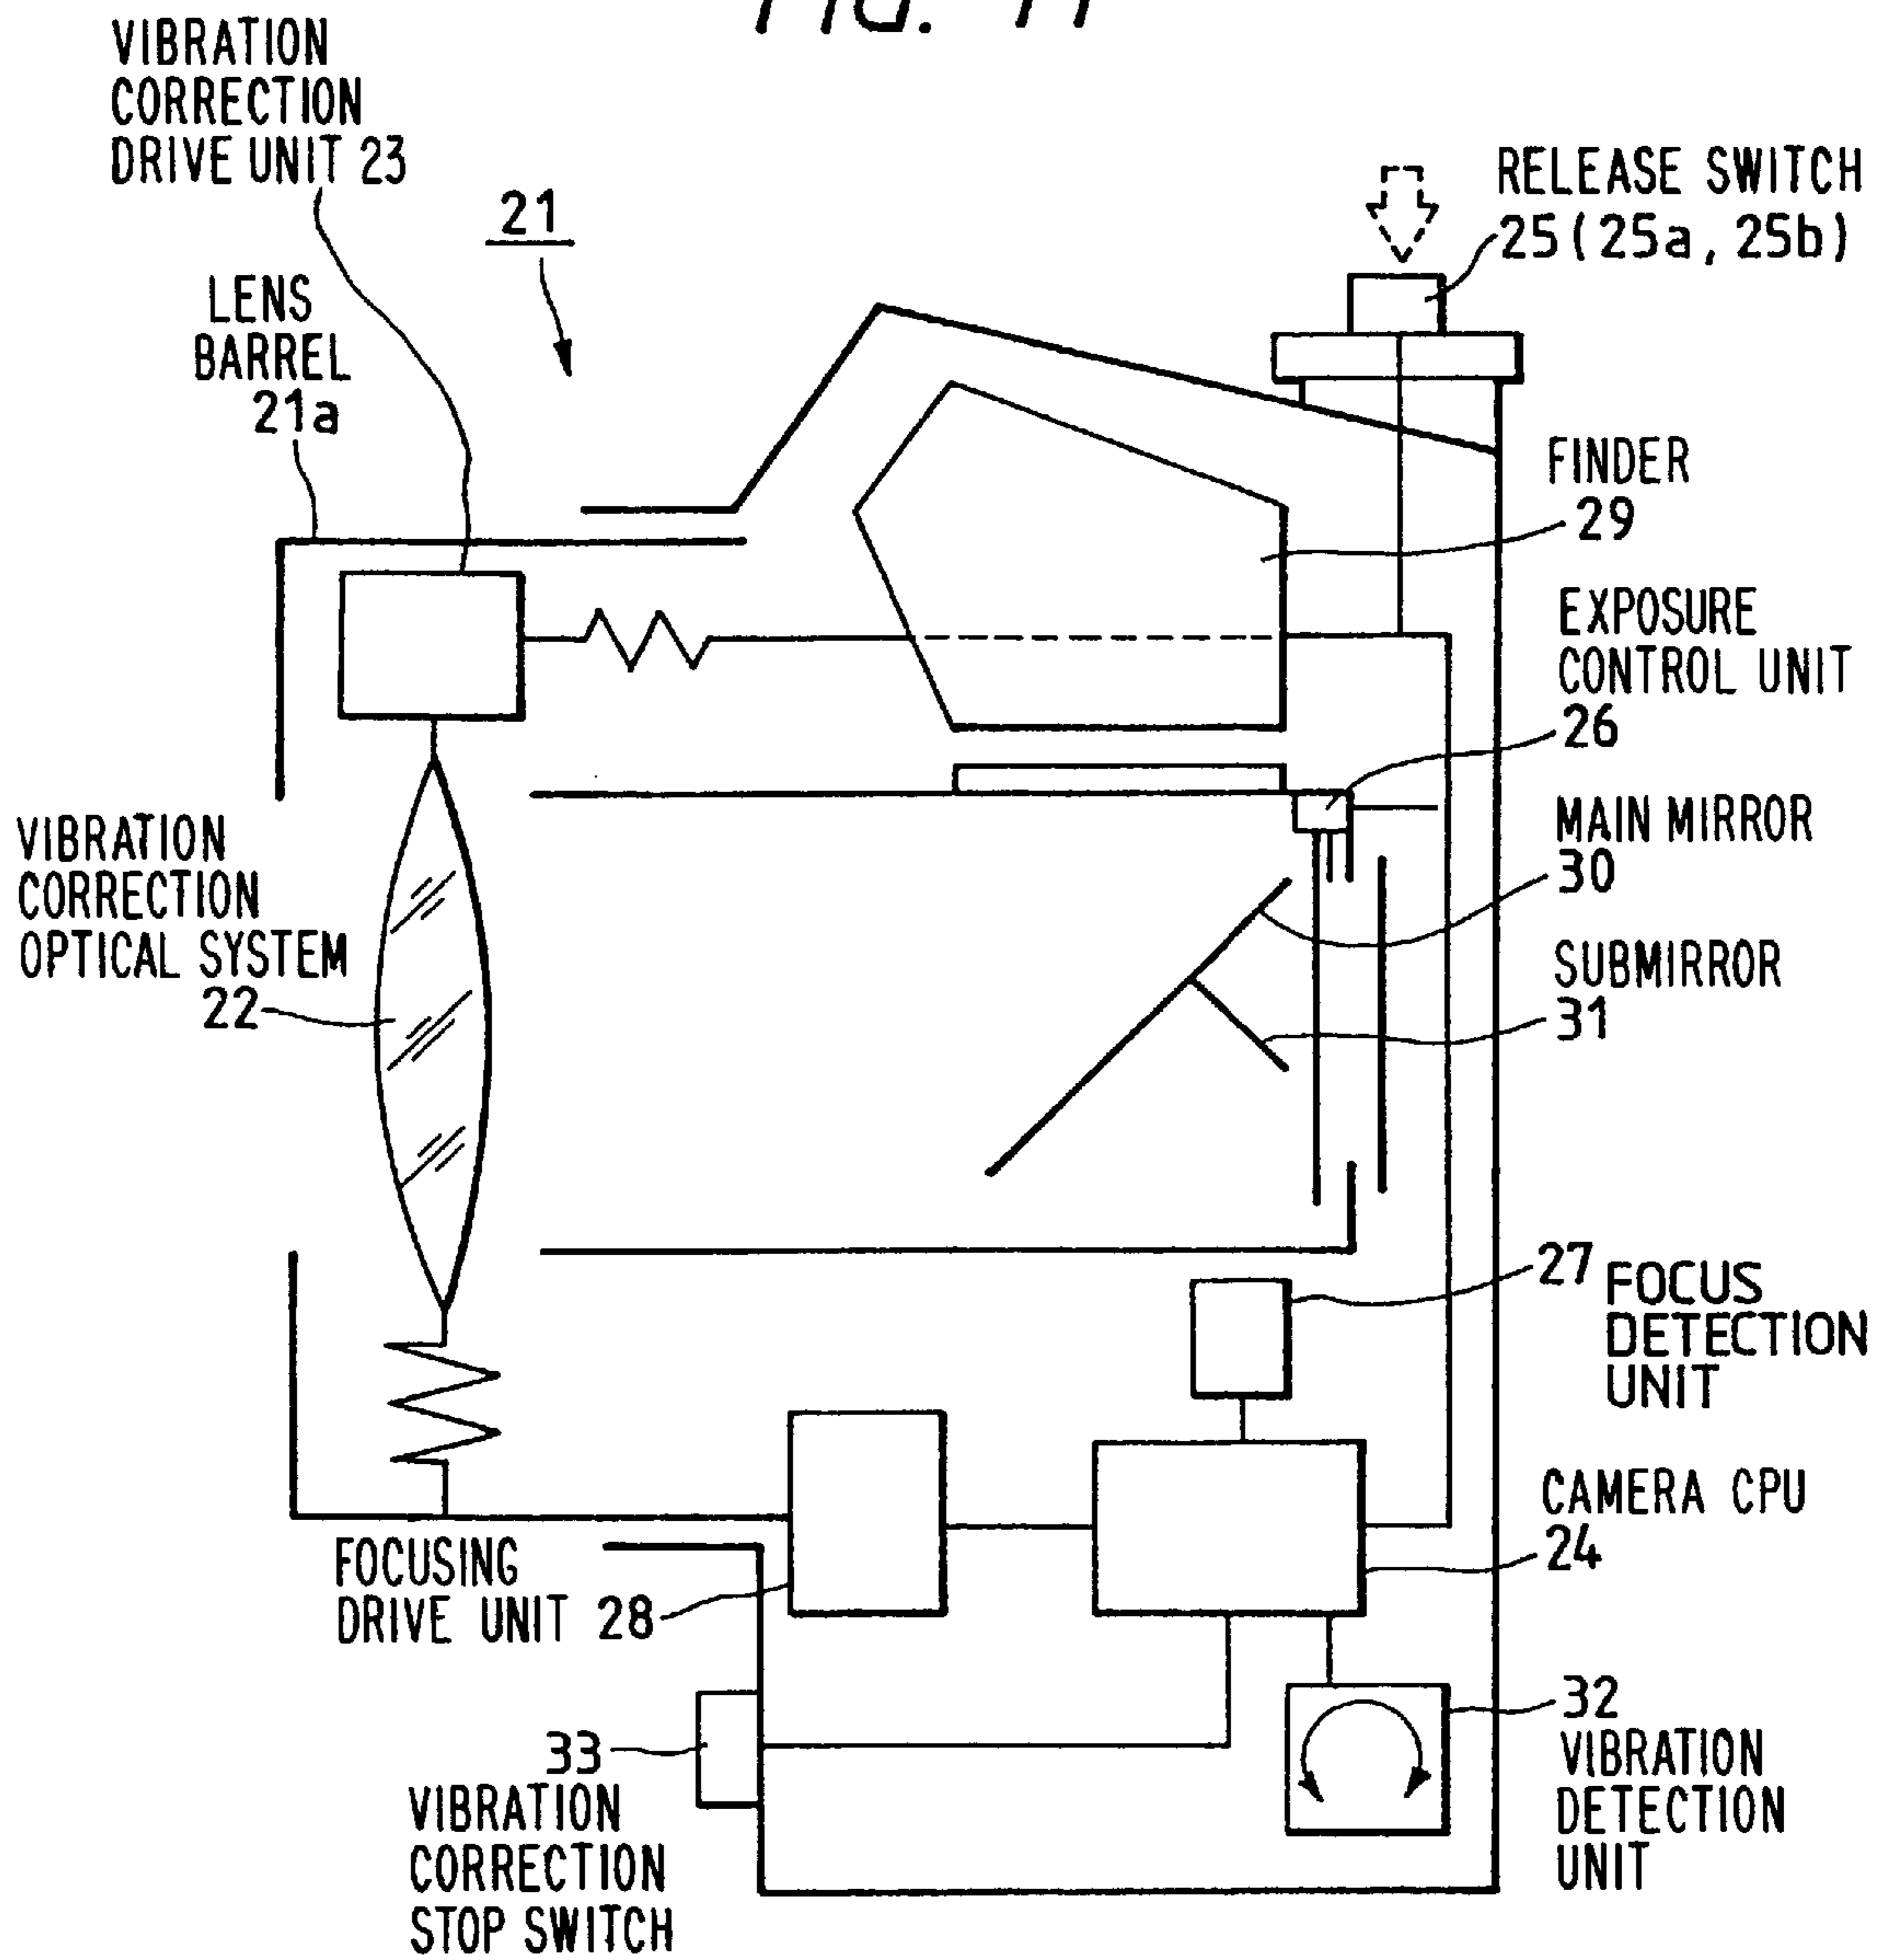 FIG. 11
VIBRATION
CORRECTION
DRIVE UNIT 23
21
LENS
BARREL
21a
RELEASE SWITCH
25 (25a, 25b)
FINDER
29
EXPOSURE
CONTROL UNIT
26
MAIN MIRROR
30
SUBMIRROR
31
VIBRATION
CORRECTION
OPTICAL SYSTEM
22
27 FOCUS
DETECTION
UNIT
CAMERA CPU
24
FOCUSING
DRIVE UNIT 28
32
VIBRATION
DETECTION
UNIT
33
VIBRATION
CORRECTION
STOP SWITCH